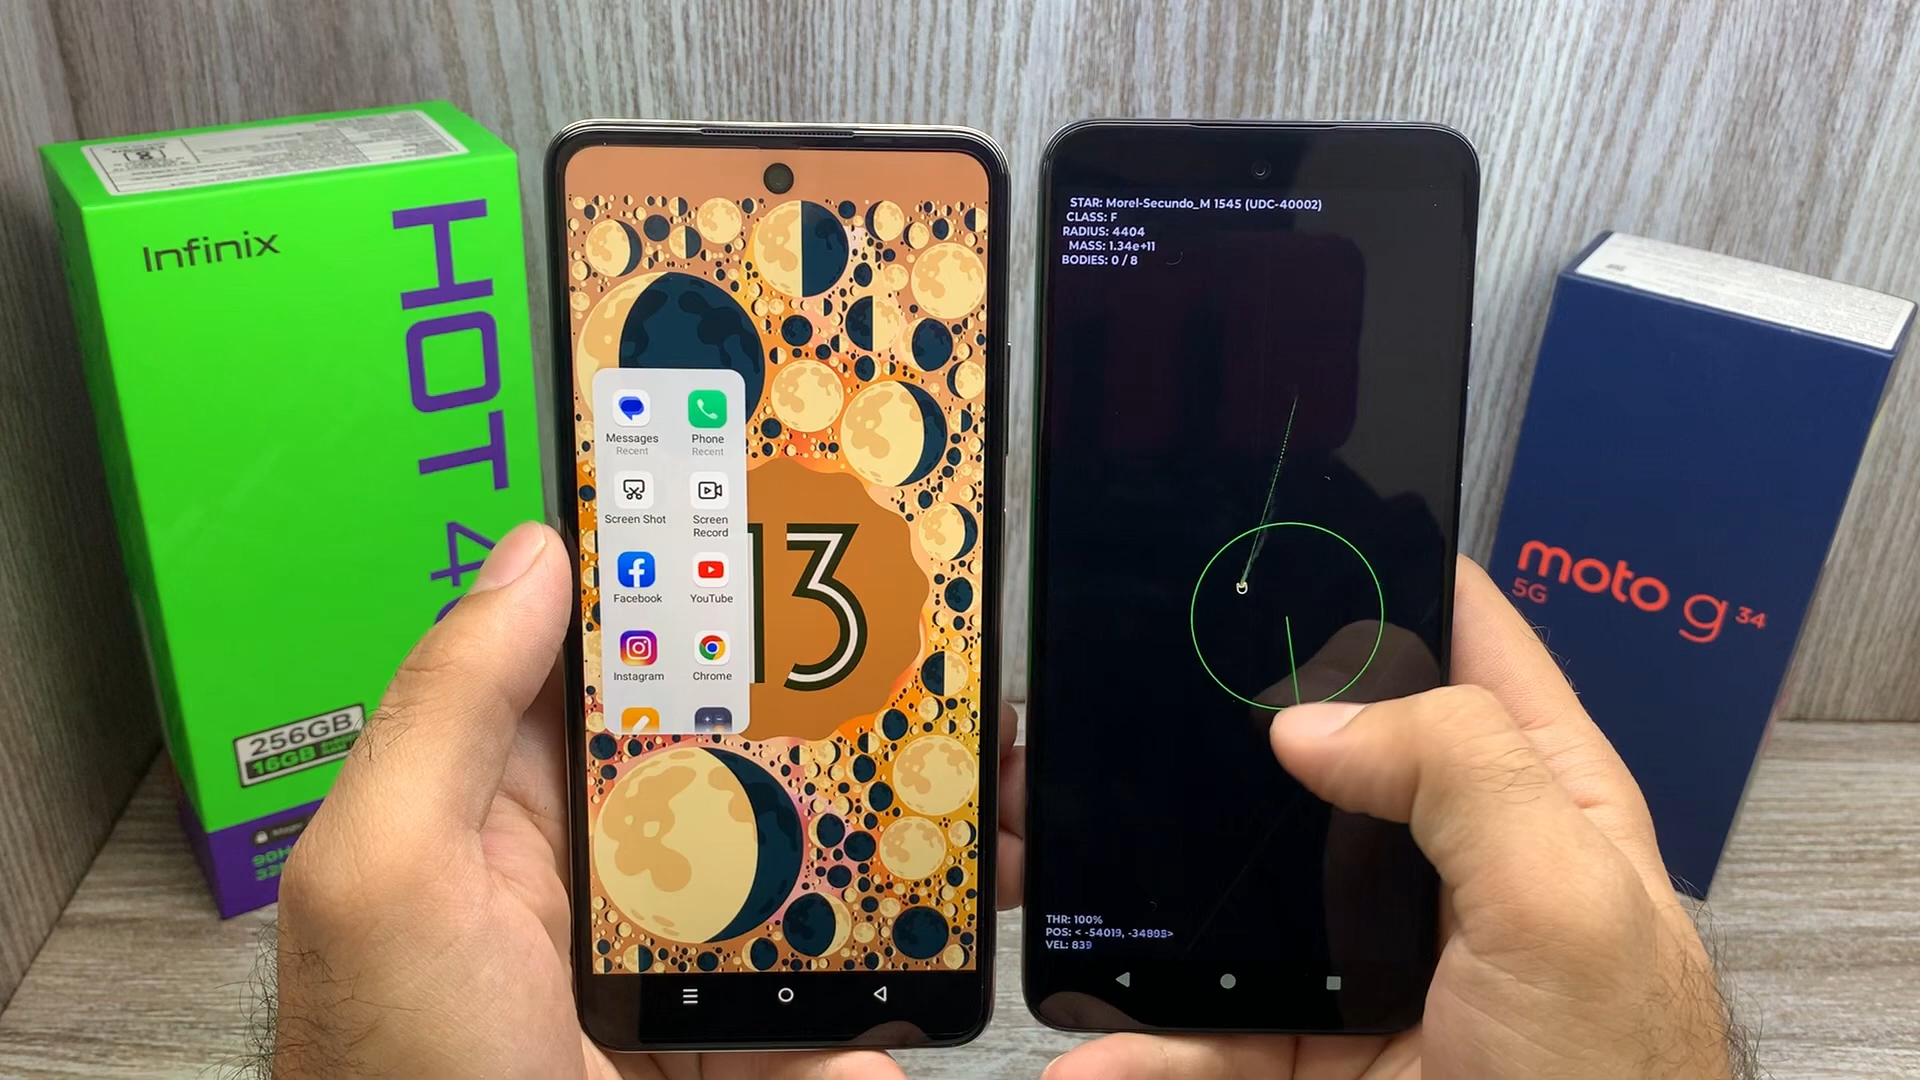 Infinix
HOT 4
256GB
16GB
Messages
Recent
Phone
Recent
Screen Shot
Screen
Record
Facebook
YouTube
Instagram
Chrome
13
STAR: Morel-Secundo_M 1545 (UDC-40002)
CLASS: F
RADIUS: 4404
MASS: 1.34e+11
BODIES: 0 / 8
THR: 100%
POS: < -54019, -34893>
VEL: 839
moto g 34
5G